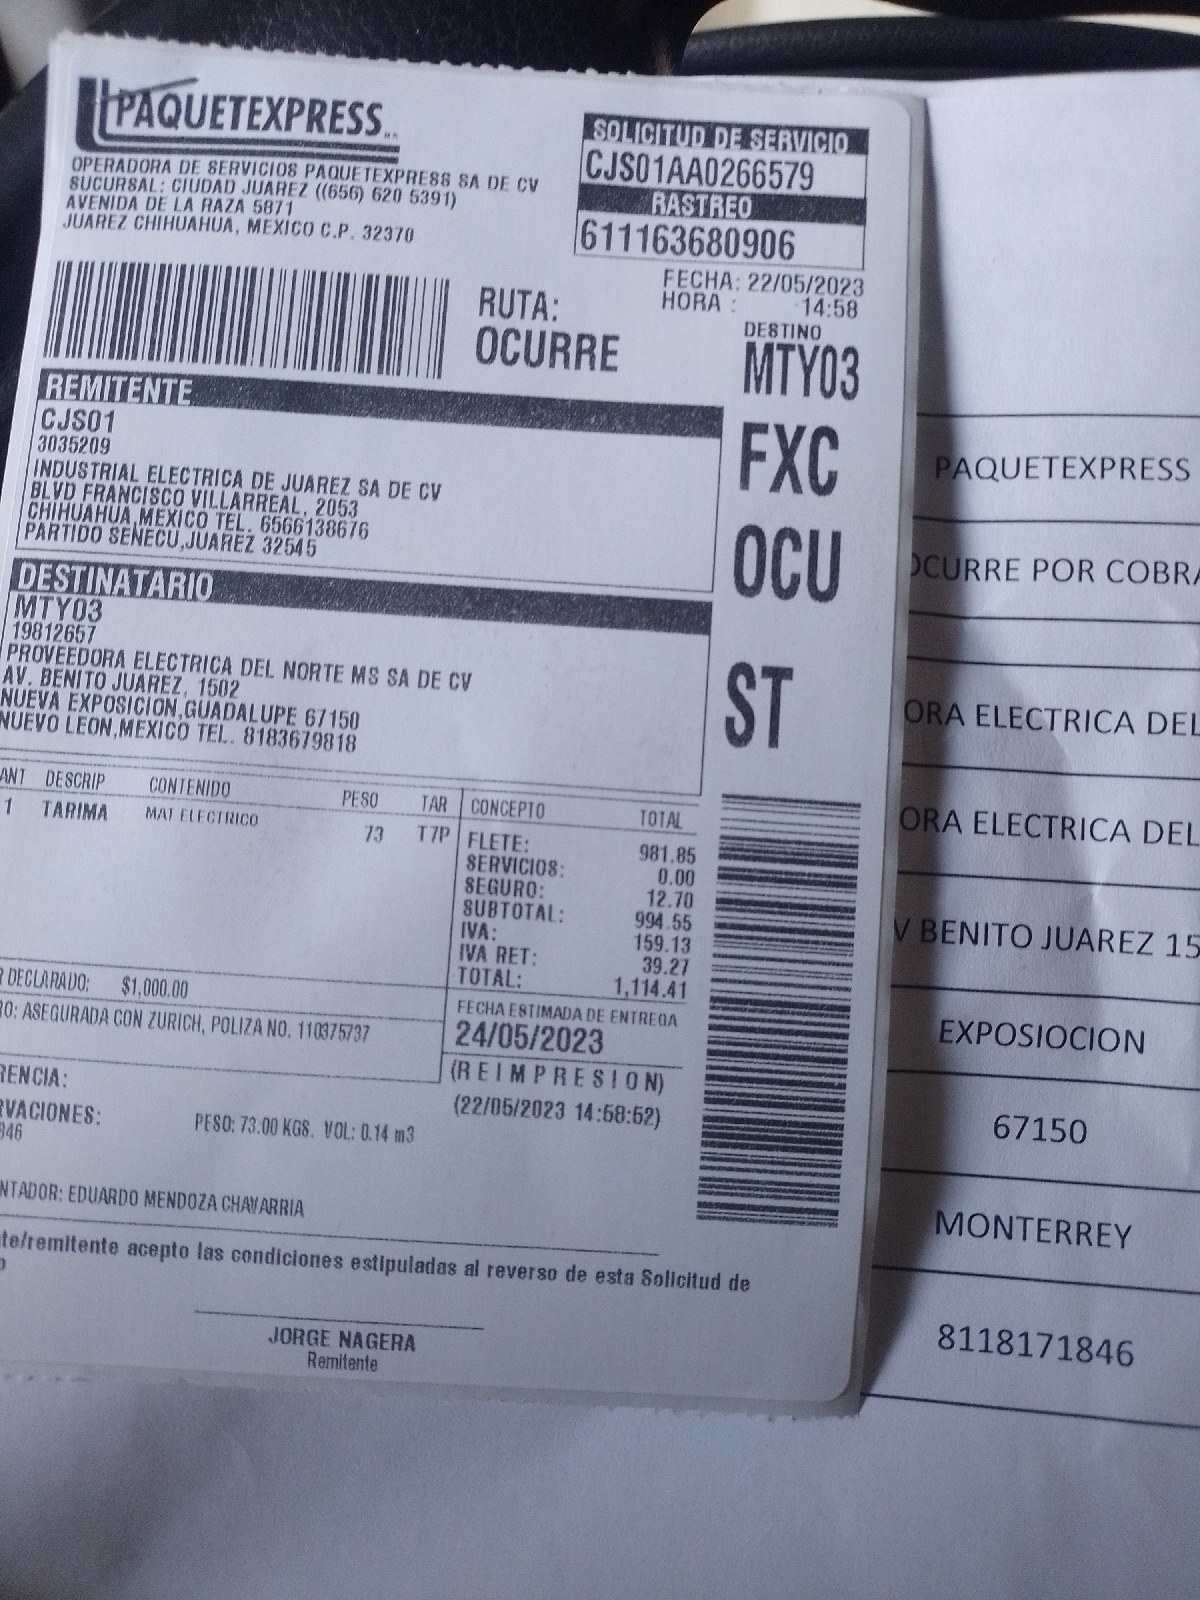 PAQUETEXPRESS
OPERADORA DE SERVICIOS PAQUETEXPRESS SA DE CV
SUCURSAL: CIUDAD JUAREZ ((656) 620 5391)
AVENIDA DE LA RAZA 5871
JUAREZ CHIHUAHUA, MEXICO C.P. 32370
SOLICITUD DE SERVICIO
CJS01AA0266579
RASTREO
611163680906
FECHA: 22/05/2023
HORA : 14:58
RUTA:
OCURRE
DESTINO
MTY03
FXC
OCU
ST
REMITENTE
CJS01
3035209
INDUSTRIAL ELECTRICA DE JUAREZ SA DE CV
BLVD FRANCISCO VILLARREAL, 2053
CHIHUAHUA,MEXICO TEL. 6566138676
PARTIDO SENECU,JUAREZ 32545
DESTINATARIO
MTY03
19812657
PROVEEDORA ELECTRICA DEL NORTE MS SA DE CV
AV. BENITO JUAREZ, 1502
NUEVA EXPOSICION,GUADALUPE 67150
NUEVO LEON,MEXICO TEL. 8183679818
ANT DESCRIP CONTENIDO PESO TAR
1 TARIMA MAT ELECTRICO 73 T7P
CONCEPTO TOTAL
FLETE: 981.85
SERVICIOS: 0.00
SEGURO: 12.70
SUBTOTAL: 994.55
IVA: 159.13
IVA RET: 39.27
TOTAL: 1,114.41
R DECLARADO: $1,000.00
RO: ASEGURADA CON ZURICH, POLIZA NO. 110375737
FECHA ESTIMADA DE ENTREGA
24/05/2023
(REIMPRESION)
(22/05/2023 14:58:52)
RENCIA:
RVACIONES:
846
PESO: 73.00 KGS. VOL: 0.14 m3
NTADOR: EDUARDO MENDOZA CHAVARRIA
te/remitente acepto las condiciones estipuladas al reverso de esta Solicitud de
o
JORGE NAGERA
Remitente
PAQUETEXPRESS
OCURRE POR COBRA
ORA ELECTRICA DEL
ORA ELECTRICA DEL
V BENITO JUAREZ 15
EXPOSIOCION
67150
MONTERREY
8118171846